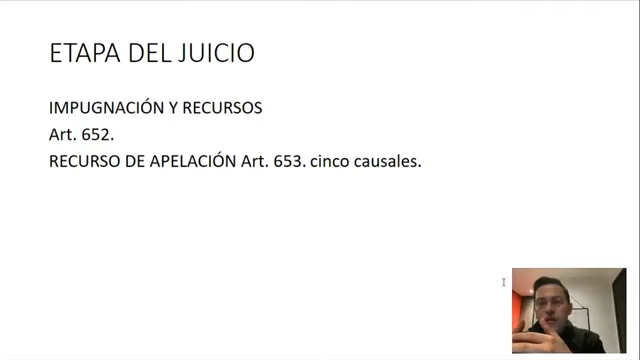 ETAPA DEL JUICIO
IMPUGNACIÓN Y RECURSOS
Art. 652.
RECURSO DE APELACIÓN Art. 653. cinco causales.